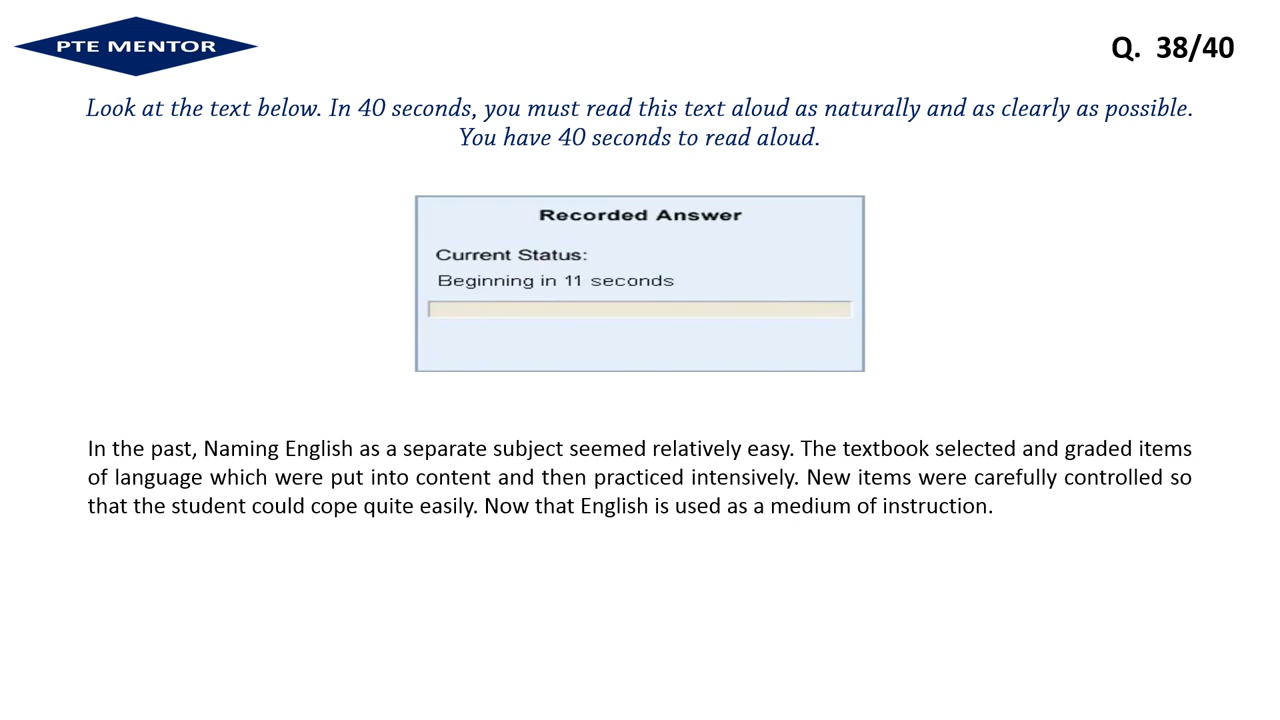 PTE MENTOR
Q. 38/40
Look at the text below. In 40 seconds, you must read this text aloud as naturally and as clearly as possible.
You have 40 seconds to read aloud.
Recorded Answer
Current Status:
Beginning in 11 seconds
In the past, Naming English as a separate subject seemed relatively easy. The textbook selected and graded items
of language which were put into content and then practiced intensively. New items were carefully controlled so
that the student could cope quite easily. Now that English is used as a medium of instruction.